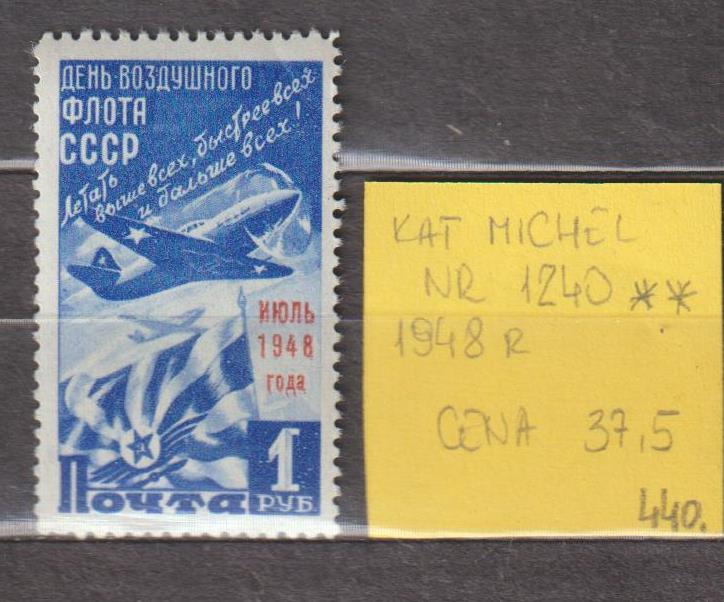 ДЕНЬ ВОЗДУШНОГО
ФЛОТА
СССР
Летать
выше всех, быстрее всех
и дальше всех!
ИЮЛЬ
1948
года
1
Почта РУБ.
KAT MICHEL
NR 1240 **
1948 R
CENA 37,5
440.